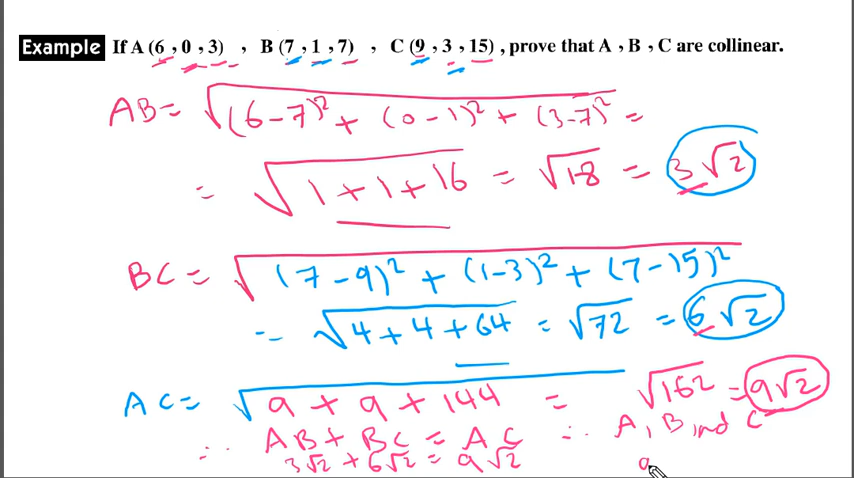 Example If A (6 , 0 , 3) , B (7 , 1 , 7) , C (9 , 3 , 15) , prove that A , B , C are collinear.
AB = √(6-7)² + (0-1)² + (3-7)² =
= √1+1+16 = √18 = 3√2
BC = √(7-9)² + (1-3)² + (7-15)²
= √4+4+64 = √72 = 6√2
AC = √9+9+144 = √162 = 9√2
∴ AB + BC = AC ∴ A, B and C
3√2 + 6√2 = 9√2